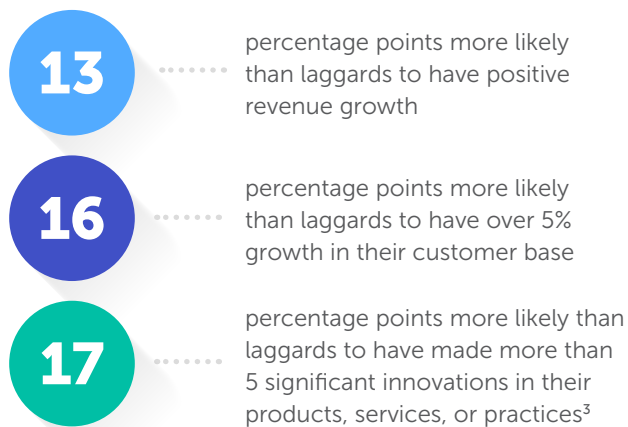 13
percentage points more likely
than laggards to have positive
revenue growth
16
percentage points more likely
than laggards to have over 5%
growth in their customer base
17
percentage points more likely than
laggards to have made more than
5 significant innovations in their
products, services, or practices³